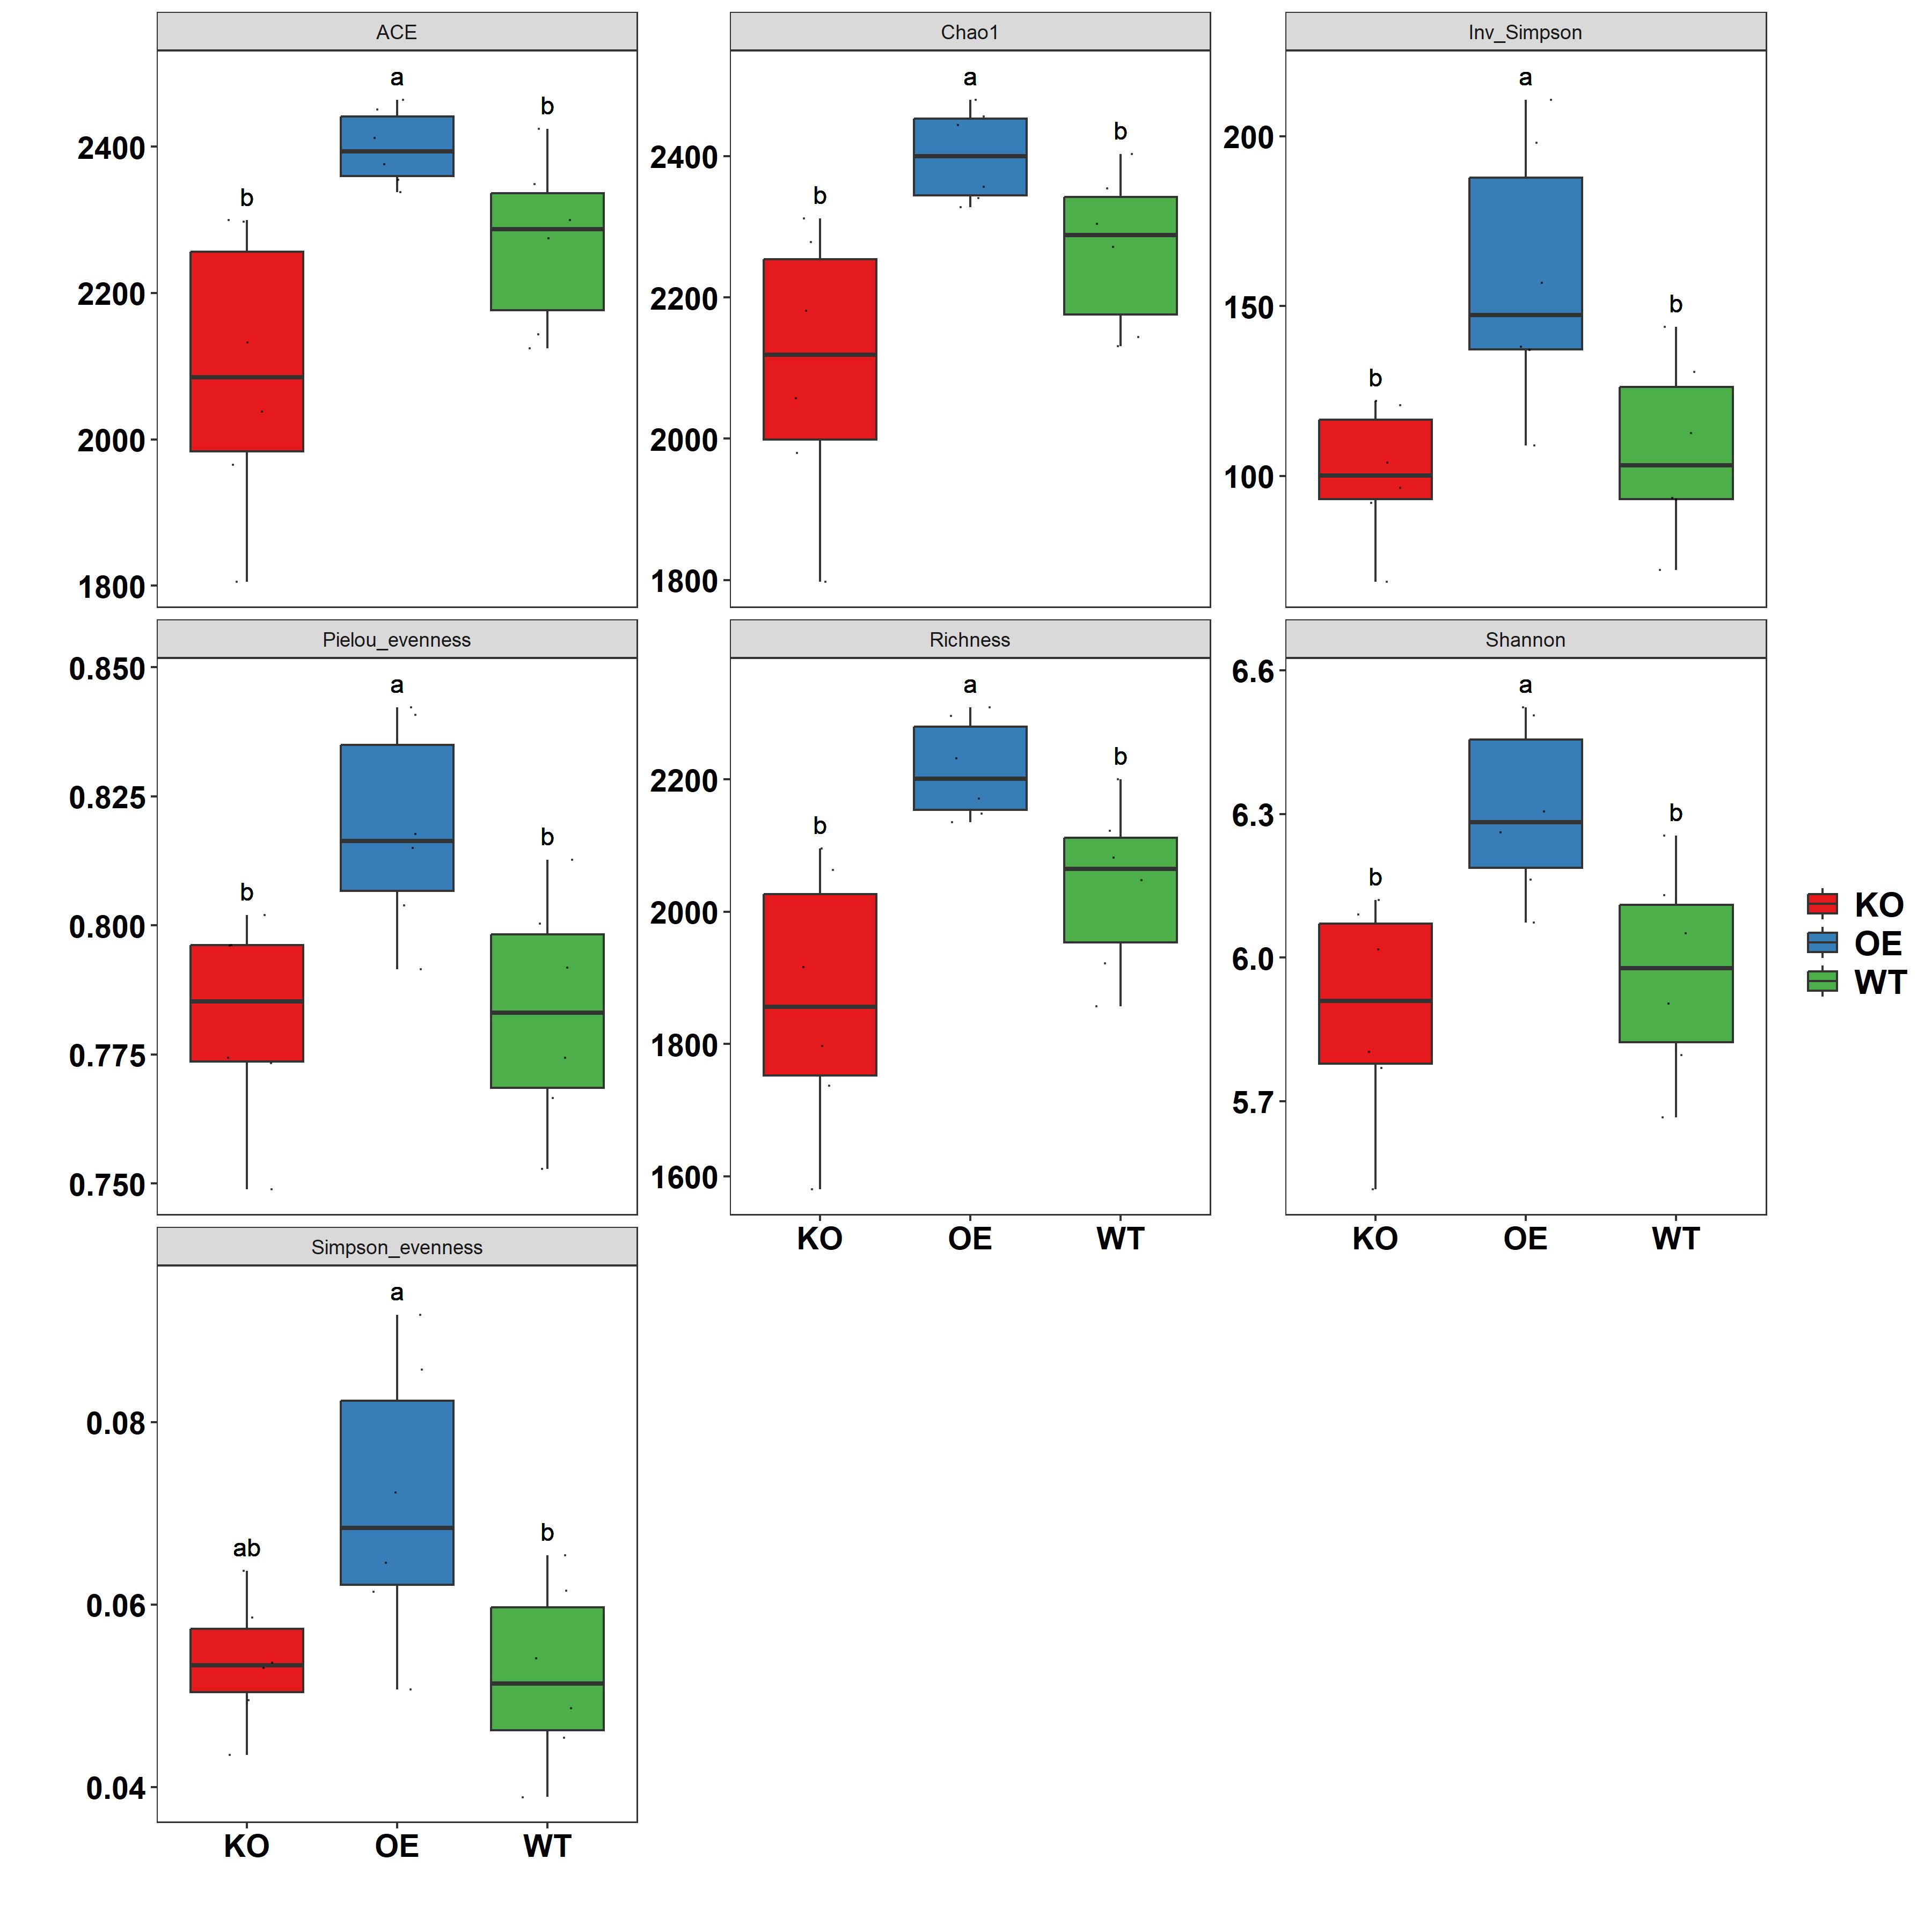 ACE
a
b
b
2400
2200
2000
1800
Chao1
a
b
b
2400
2200
2000
1800
Inv_Simpson
a
b
b
200
150
100
Pielou_evenness
a
b
b
0.850
0.825
0.800
0.775
0.750
Richness
a
b
b
2200
2000
1800
1600
KO OE WT
Shannon
a
b
b
6.6
6.3
6.0
5.7
KO OE WT
KO
OE
WT
Simpson_evenness
a
b
ab
0.08
0.06
0.04
KO OE WT